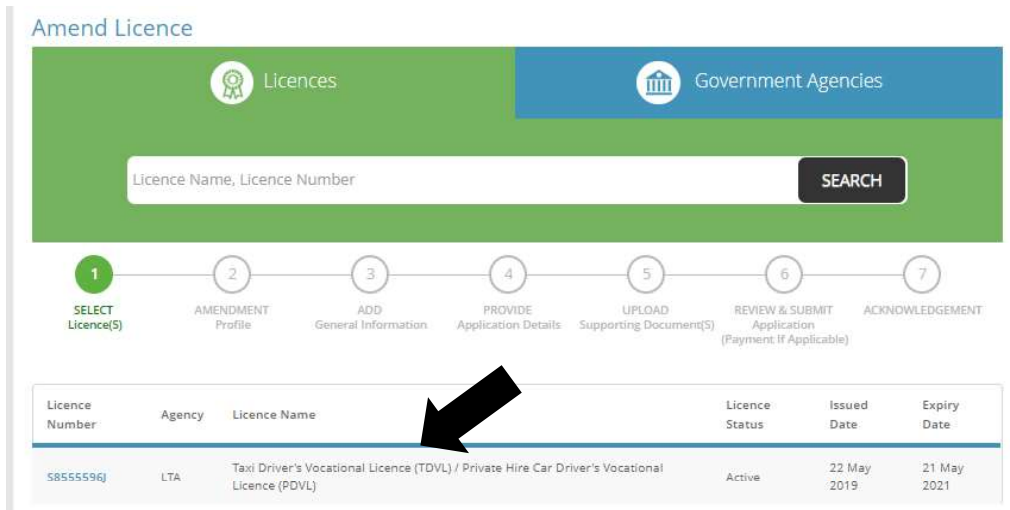 Amend Licence
Licences
Government Agencies
Licence Name, Licence Number
SEARCH
1
2
3
4
5
6
7
SELECT
Licence(S)
AMENDMENT
Profile
ADD
General Information
PROVIDE
Application Details
UPLOAD
Supporting Document(S)
REVIEW & SUBMIT
Application
(Payment If Applicable)
ACKNOWLEDGEMENT
Licence
Number
Agency
Licence Name
Licence
Status
Issued
Date
Expiry
Date
S8555596J
LTA
Taxi Driver's Vocational Licence (TDVL) / Private Hire Car Driver's Vocational
Licence (PDVL)
Active
22 May
2019
21 May
2021